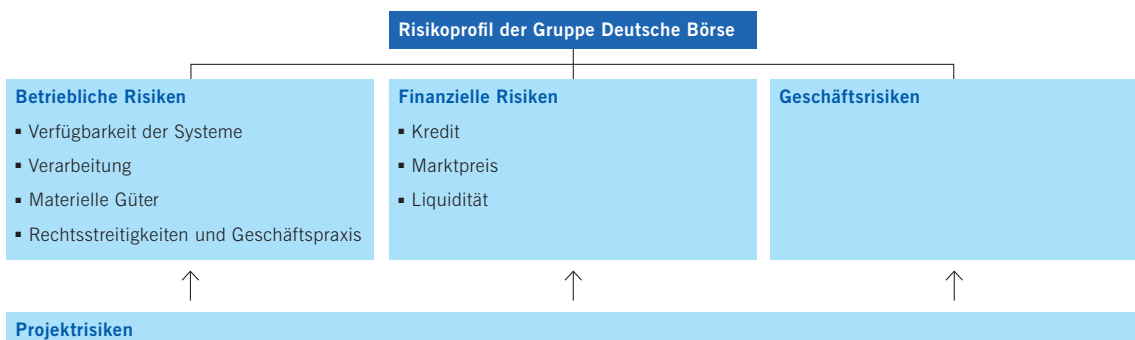 Risikoprofil der Gruppe Deutsche Börse
Betriebliche Risiken
▪ Verfügbarkeit der Systeme
▪ Verarbeitung
▪ Materielle Güter
▪ Rechtsstreitigkeiten und Geschäftspraxis
Finanzielle Risiken
▪ Kredit
▪ Marktpreis
▪ Liquidität
Geschäftsrisiken
Projektrisiken